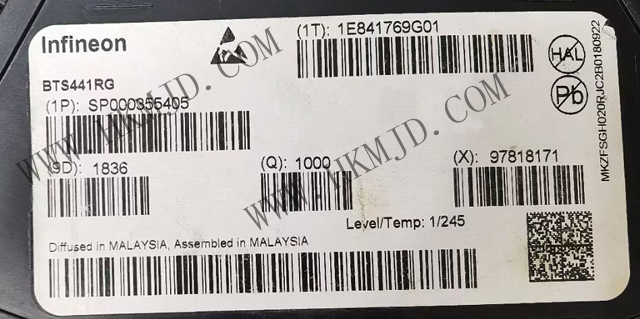 Infineon
(1T): 1E841769G01
HAL
Pb
BTS441RG
(1P): SP000355405
(9D): 1836
(Q): 1000
(X): 97818171
Level/Temp: 1/245
Diffused in MALAYSIA, Assembled in MALAYSIA
MKZFSGH020RJC2B0180922
WWW.HKMJD.COM
WWW.HKMJD.COM